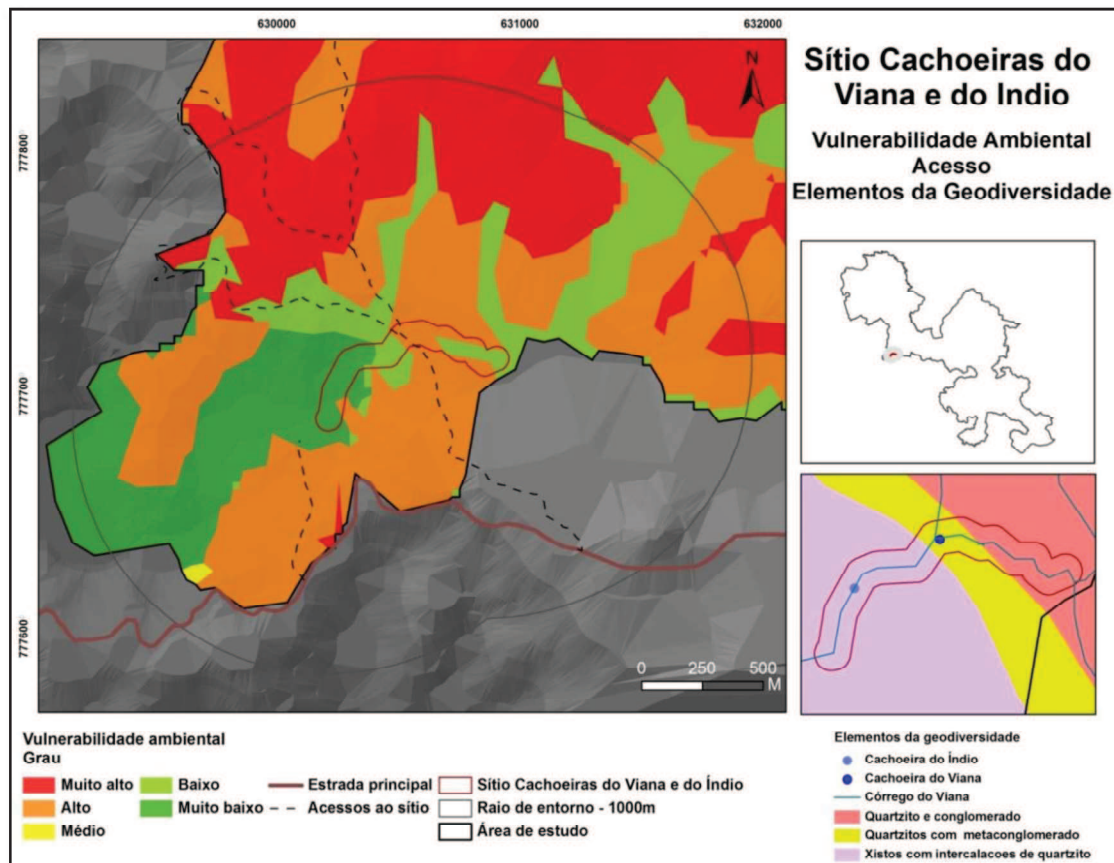 630000
631000
632000
777800
777700
777600
N
0 250 500
M
Sítio Cachoeiras do
Viana e do Indio
Vulnerabilidade Ambiental
Acesso
Elementos da Geodiversidade
Vulnerabilidade ambiental
Grau
Muito alto
Alto
Médio
Baixo
Muito baixo
Estrada principal
Acessos ao sítio
Sítio Cachoeiras do Viana e do Índio
Raio de entorno - 1000m
Área de estudo
Elementos da geodiversidade
Cachoeira do Índio
Cachoeira do Viana
Córrego do Viana
Quartzito e conglomerado
Quartzitos com metaconglomerado
Xistos com intercalacoes de quartzito